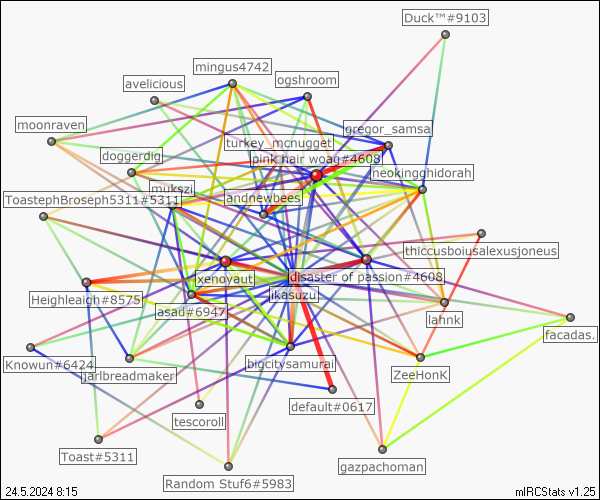 Duck™#9103
mingus4742
ogshroom
avelicious
moonraven
gregor_samsa
turkey_mcnugget
pink hair woag#4608
doggerdig
neokingghidorah
mukszi
ToastephBroseph5311#5311
andnewbees
thiccusboiusalexusjoneus
xenoyaut
disaster of passion#4608
ikasuzu
Heighleaigh#8575
asad#6947
lahnk
facadas.
Knowun#6424
jarlbreadmaker
bigcitysamurai
ZeeHonK
default#0617
tescoroll
Toast#5311
gazpachoman
Random Stuf6#5983
24.5.2024 8:15
mIRCStats v1.25